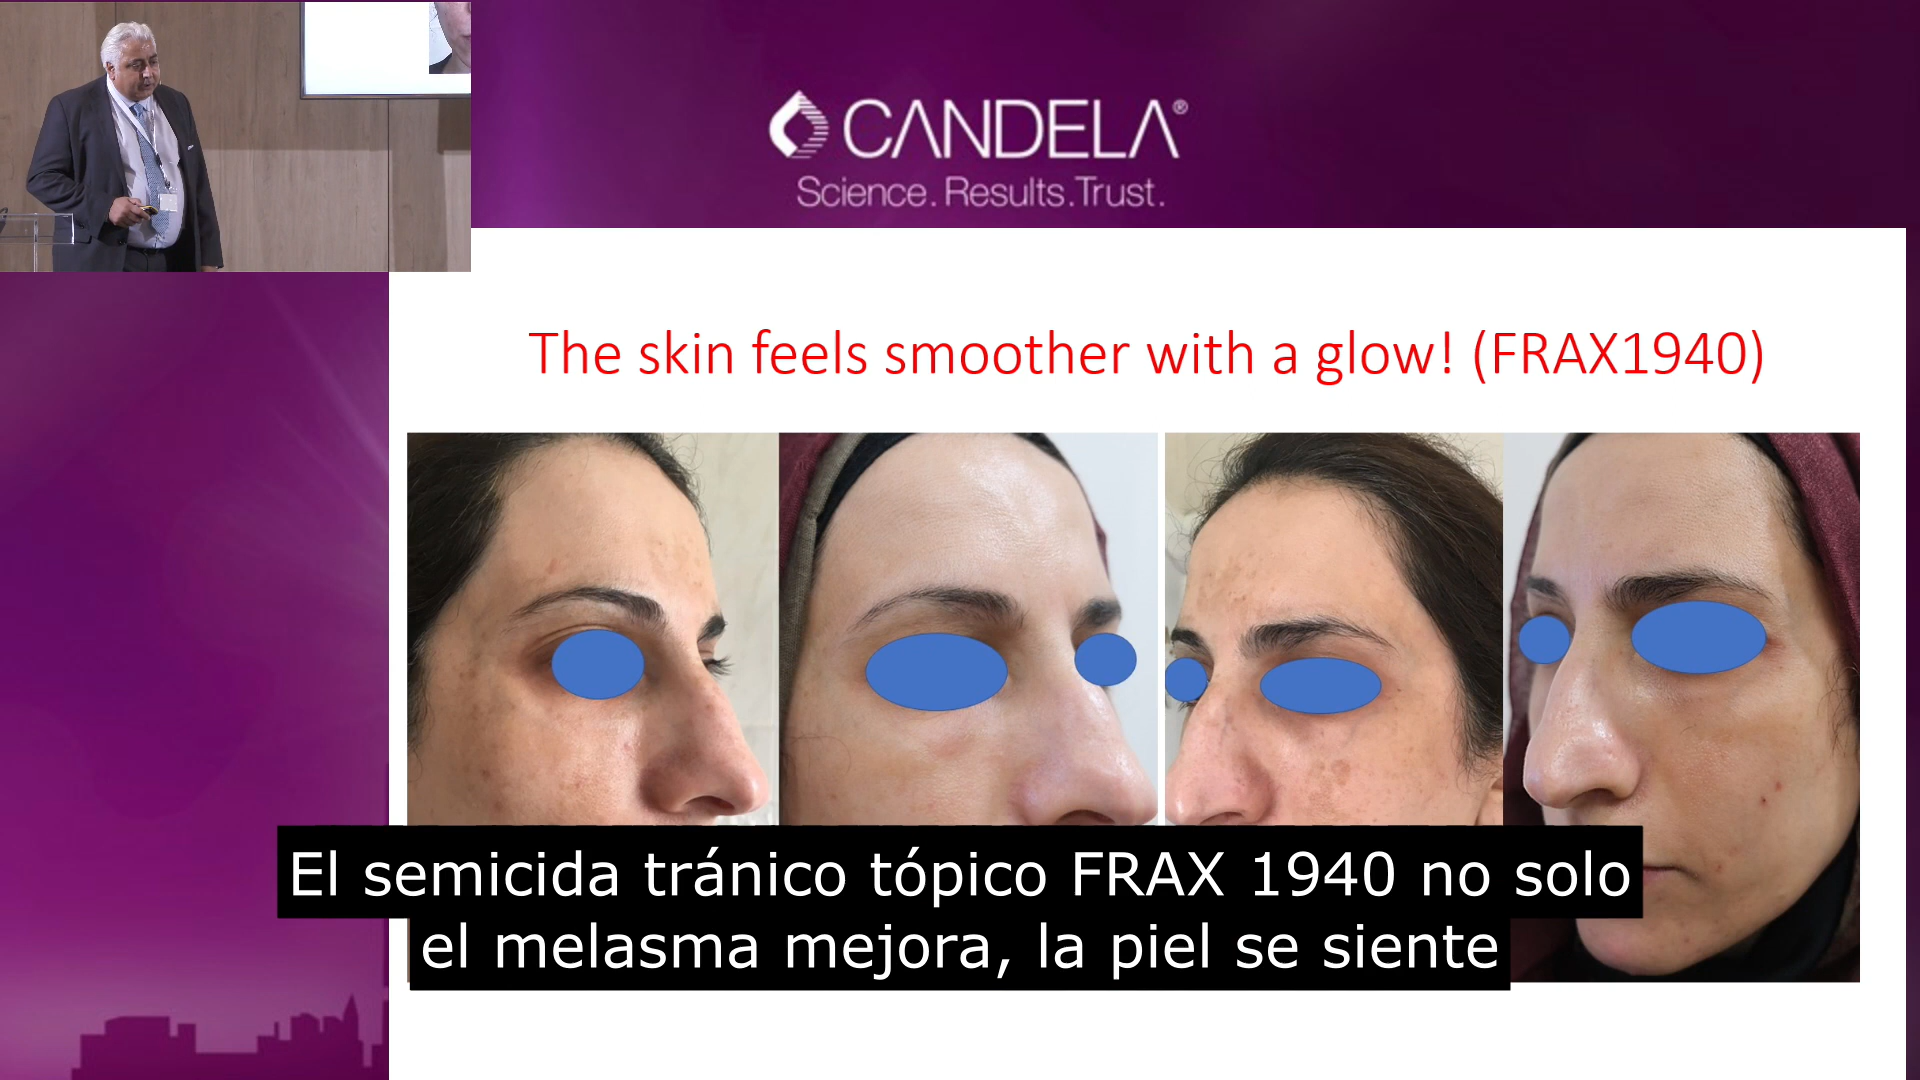 CANDELA®
Science. Results. Trust.
The skin feels smoother with a glow! (FRAX1940)
El semicida tránico tópico FRAX 1940 no solo
el melasma mejora, la piel se siente